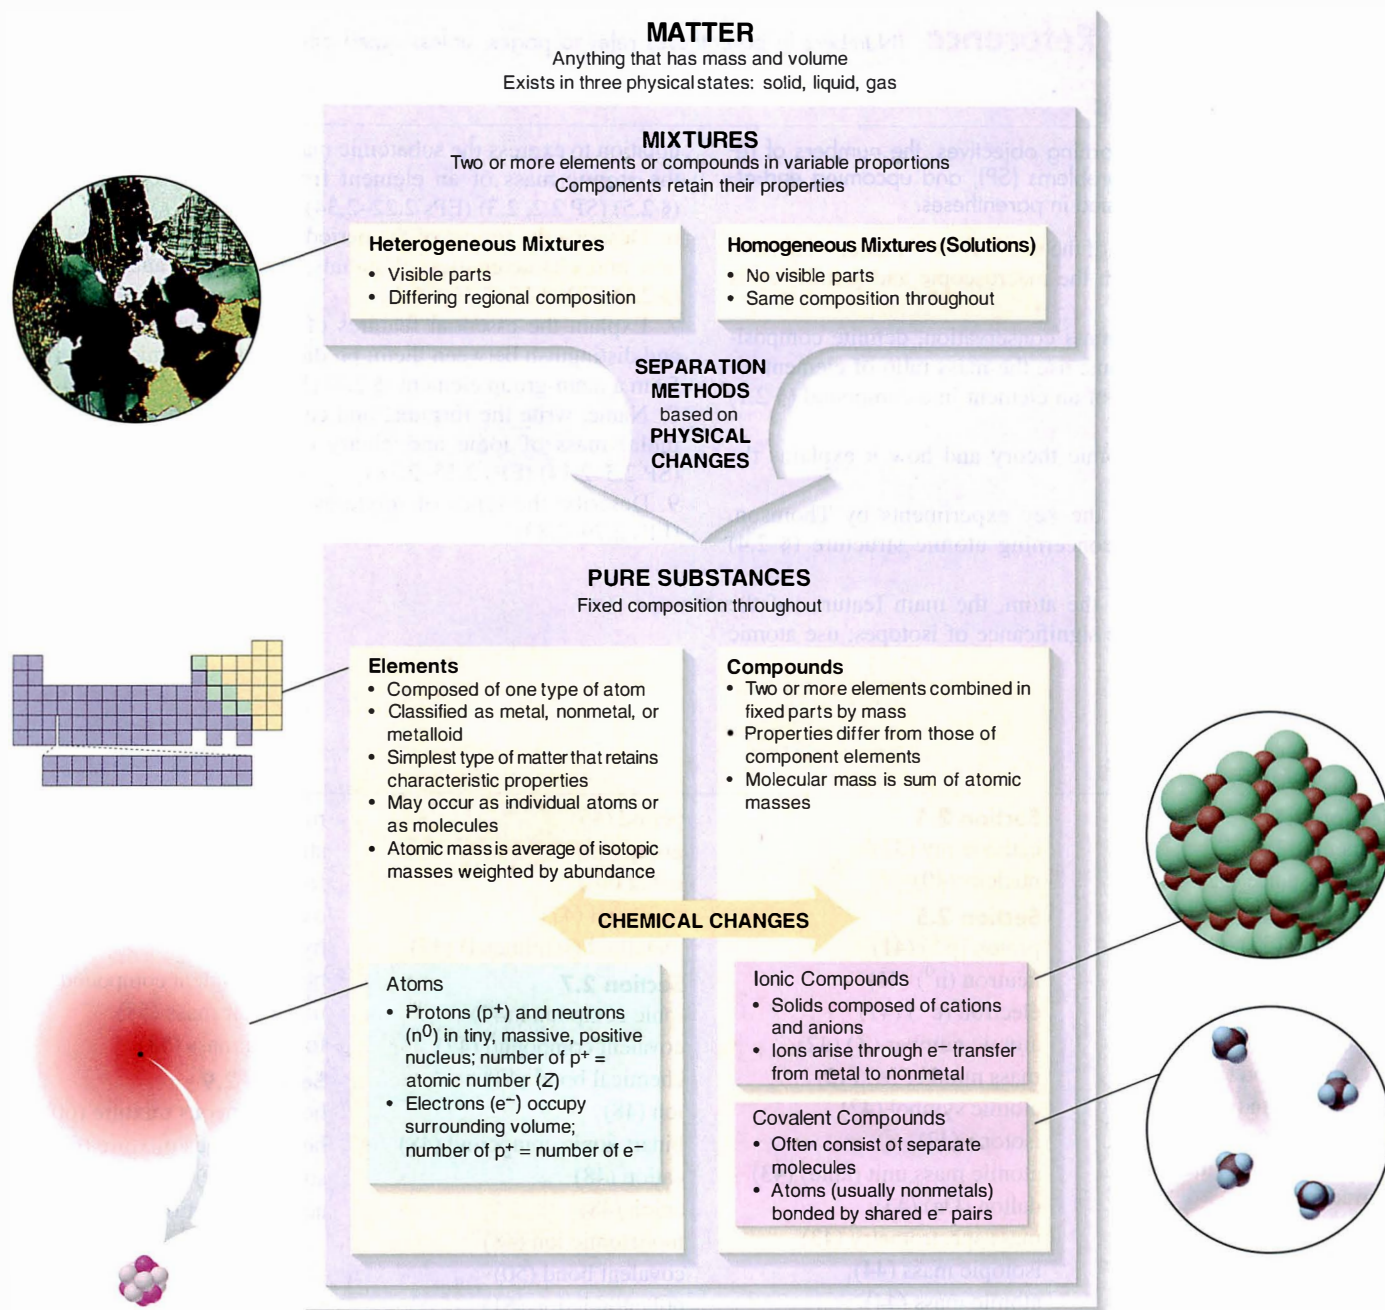 MATTER
Anything that has mass and volume
Exists in three physical states: solid, liquid, gas
MIXTURES
Two or more elements or compounds in variable proportions
Components retain their properties
Heterogeneous Mixtures
• Visible parts
• Differing regional composition
Homogeneous Mixtures (Solutions)
• No visible parts
• Same composition throughout
SEPARATION
METHODS
based on
PHYSICAL
CHANGES
PURE SUBSTANCES
Fixed composition throughout
Elements
• Composed of one type of atom
• Classified as metal, nonmetal, or
metalloid
• Simplest type of matter that retains
characteristic properties
• May occur as individual atoms or
as molecules
• Atomic mass is average of isotopic
masses weighted by abundance
Compounds
• Two or more elements combined in
fixed parts by mass
• Properties differ from those of
component elements
• Molecular mass is sum of atomic
masses
CHEMICAL CHANGES
Atoms
• Protons (p⁺) and neutrons
(n⁰) in tiny, massive, positive
nucleus; number of p⁺ =
atomic number (Z)
• Electrons (e⁻) occupy
surrounding volume;
number of p⁺ = number of e⁻
Ionic Compounds
• Solids composed of cations
and anions
• Ions arise through e⁻ transfer
from metal to nonmetal
Covalent Compounds
• Often consist of separate
molecules
• Atoms (usually nonmetals)
bonded by shared e⁻ pairs